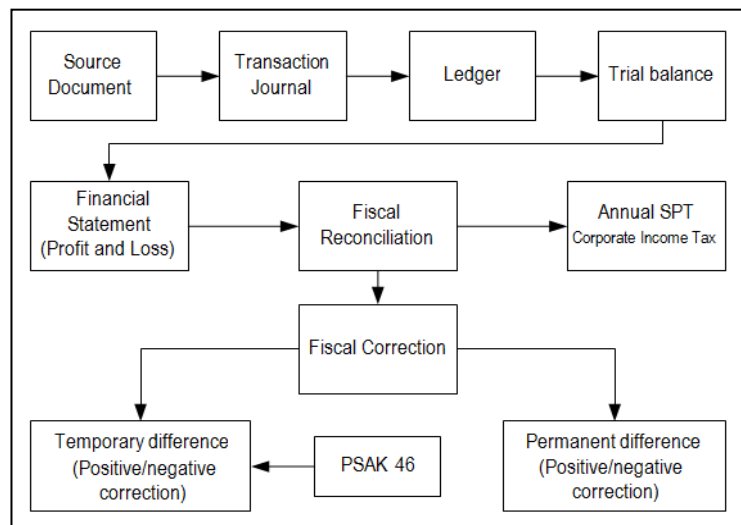 Source
Document
Transaction
Journal
Ledger
Trial balance
Financial
Statement
(Profit and Loss)
Fiscal
Reconciliation
Annual SPT
Corporate Income Tax
Fiscal Correction
Temporary difference
(Positive/negative
correction)
PSAK 46
Permanent difference
(Positive/negative
correction)